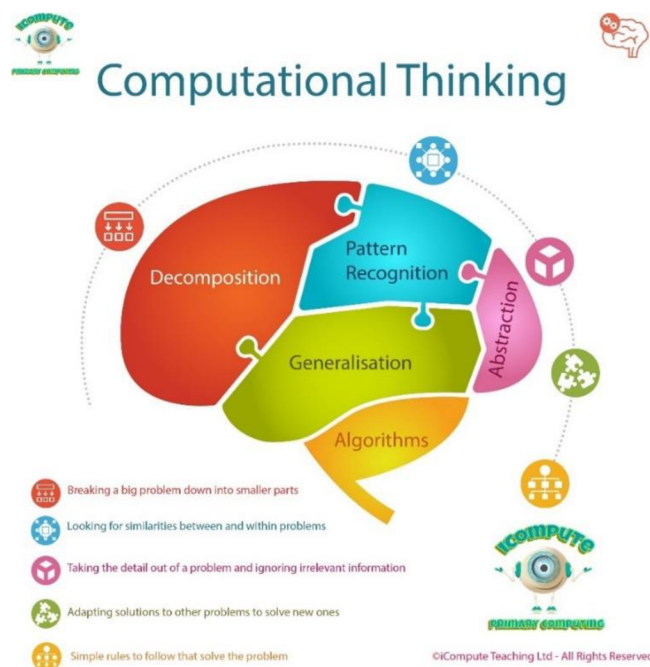 iCOMPUTE
PRIMARY COMPUTING
Computational Thinking
Decomposition
Pattern
Recognition
Abstraction
Generalisation
Algorithms
Breaking a big problem down into smaller parts
Looking for similarities between and within problems
Taking the detail out of a problem and ignoring irrelevant information
Adapting solutions to other problems to solve new ones
Simple rules to follow that solve the problem
iCOMPUTE
PRIMARY COMPUTING
©iCompute Teaching Ltd - All Rights Reserved